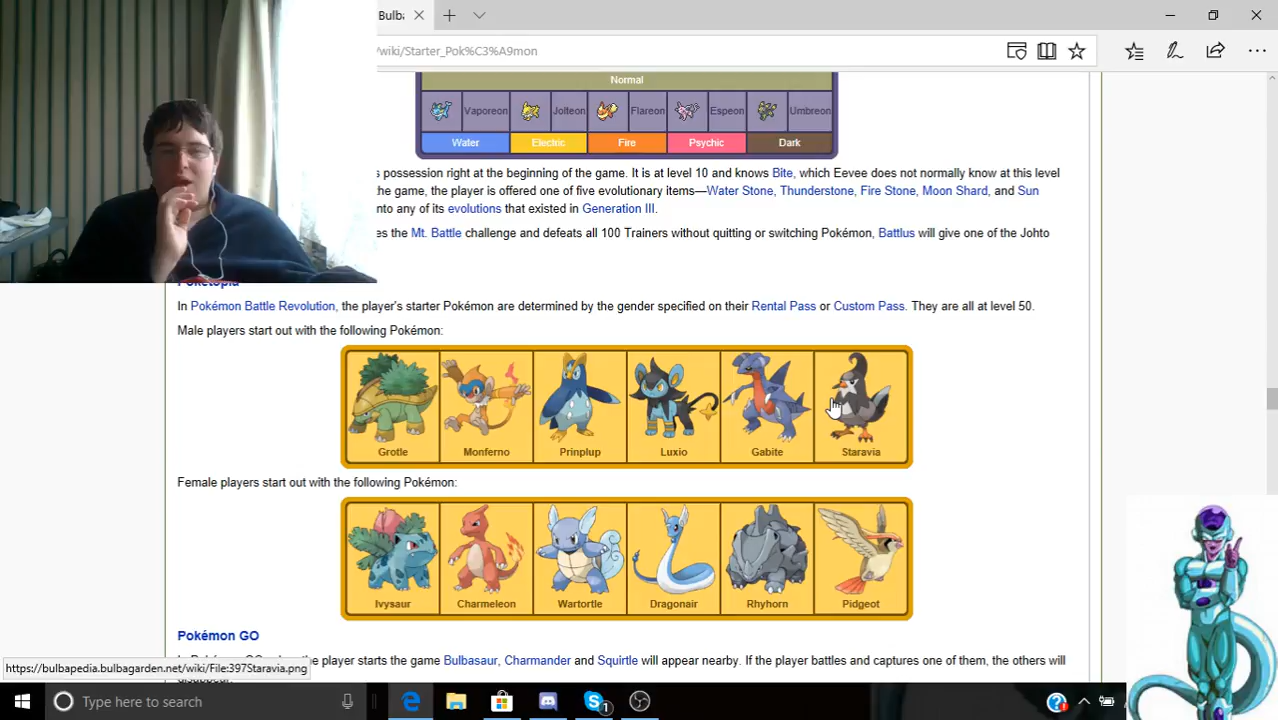 Bulba
/wiki/Starter_Pok%C3%A9mon
Normal
Vaporeon Jolteon Flareon Espeon Umbreon
Water Electric Fire Psychic Dark
s possession right at the beginning of the game. It is at level 10 and knows Bite, which Eevee does not normally know at this level
the game, the player is offered one of five evolutionary items—Water Stone, Thunderstone, Fire Stone, Moon Shard, and Sun
nto any of its evolutions that existed in Generation III.
es the Mt. Battle challenge and defeats all 100 Trainers without quitting or switching Pokémon, Battlus will give one of the Johto
Poketopia
In Pokémon Battle Revolution, the player's starter Pokémon are determined by the gender specified on their Rental Pass or Custom Pass. They are all at level 50.
Male players start out with the following Pokémon:
Grotle Monferno Prinplup Luxio Gabite Staravia
Female players start out with the following Pokémon:
Ivysaur Charmeleon Wartortle Dragonair Rhyhorn Pidgeot
Pokémon GO
the player starts the game Bulbasaur, Charmander and Squirtle will appear nearby. If the player battles and captures one of them, the others will
disappear.
https://bulbapedia.bulbagarden.net/wiki/File:397Staravia.png
Type here to search
1